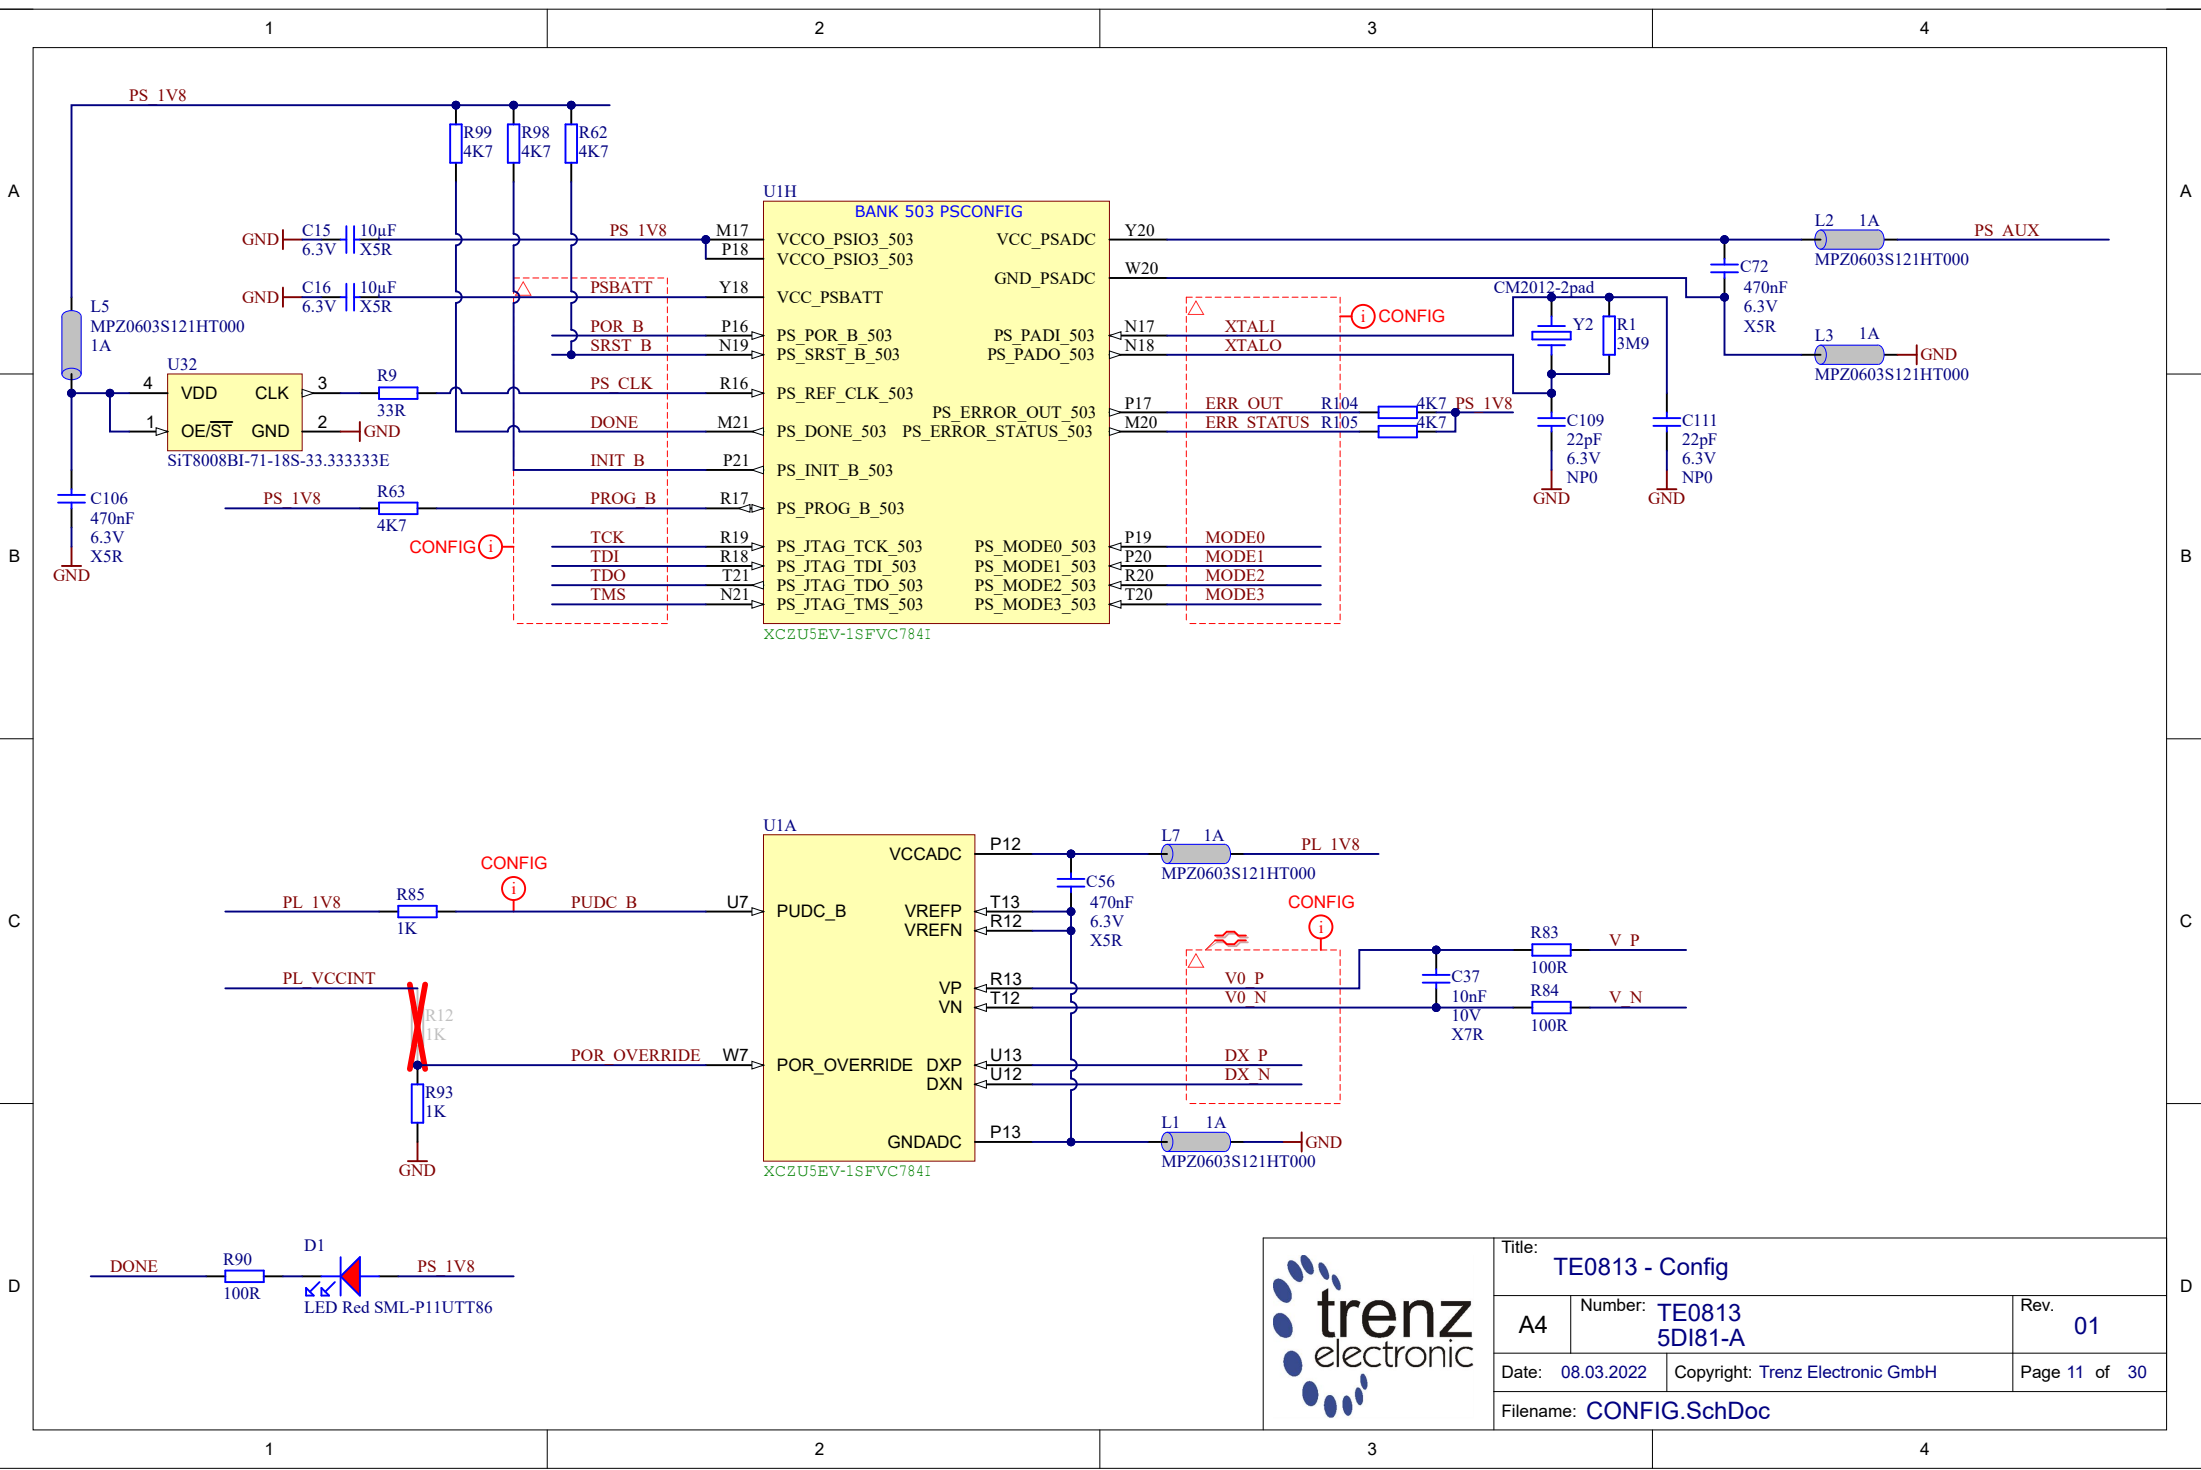 1 2 3 4
A A
B B
C C
D D
PS_1V8
R99 4K7
R98 4K7
R62 4K7
GND C15 10µF 6.3V X5R PS_1V8
GND C16 10µF 6.3V X5R PSBATT
L5
MPZ0603S121HT000
1A
U32
4 VDD CLK 3
1 OE/ST GND 2 GND
SiT8008BI-71-18S-33.333333E
R9
33R
C106
470nF
6.3V
X5R
GND
PS_1V8 R63 4K7
CONFIG i
POR_B
SRST_B
PS_CLK
DONE
INIT_B
PROG_B
TCK
TDI
TDO
TMS
U1H
BANK 503 PSCONFIG
M17 VCCO_PSIO3_503
P18 VCCO_PSIO3_503
Y18 VCC_PSBATT
P16 PS_POR_B_503
N19 PS_SRST_B_503
R16 PS_REF_CLK_503
M21 PS_DONE_503
P21 PS_INIT_B_503
R17 PS_PROG_B_503
R19 PS_JTAG_TCK_503
R18 PS_JTAG_TDI_503
T21 PS_JTAG_TDO_503
N21 PS_JTAG_TMS_503
VCC_PSADC Y20
GND_PSADC W20
PS_PADI_503 N17 XTALI
PS_PADO_503 N18 XTALO
PS_ERROR_OUT_503 P17 ERR_OUT R104 4K7 PS_1V8
PS_ERROR_STATUS_503 M20 ERR_STATUS R105 4K7
PS_MODE0_503 P19 MODE0
PS_MODE1_503 P20 MODE1
PS_MODE2_503 R20 MODE2
PS_MODE3_503 T20 MODE3
XCZU5EV-1SFVC784I
i CONFIG
CM2012-2pad
Y2
R1
3M9
C109
22pF
6.3V
NP0
GND
C111
22pF
6.3V
NP0
GND
L2 1A
MPZ0603S121HT000
PS_AUX
C72
470nF
6.3V
X5R
L3 1A
MPZ0603S121HT000
GND
U1A
CONFIG
i
PL_1V8 R85 1K PUDC_B U7 PUDC_B
PL_VCCINT
R12
1K
POR_OVERRIDE W7 POR_OVERRIDE
R93
1K
GND
VCCADC P12
VREFP T13
VREFN R12
VP R13 V0_P
VN T12 V0_N
DXP U13 DX_P
DXN U12 DX_N
GNDADC P13
XCZU5EV-1SFVC784I
L7 1A PL_1V8
MPZ0603S121HT000
C56
470nF
6.3V
X5R
CONFIG
i
C37
10nF
10V
X7R
R83 V_P
100R
R84 V_N
100R
L1 1A
MPZ0603S121HT000
GND
DONE R90 D1 PS_1V8
100R LED Red SML-P11UTT86
trenz
electronic
Title:
TE0813 - Config
A4 Number: TE0813
5DI81-A
Rev.
01
Date: 08.03.2022 Copyright: Trenz Electronic GmbH Page 11 of 30
Filename: CONFIG.SchDoc
1 2 3 4